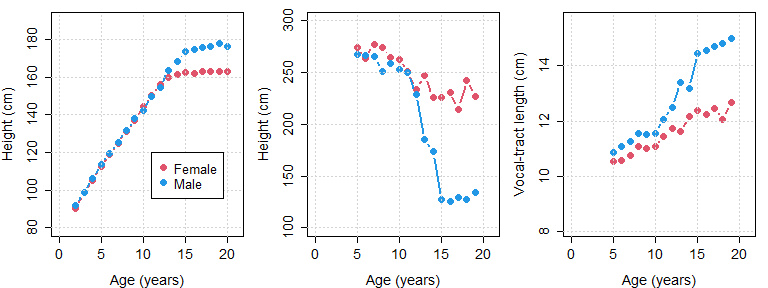 Height (cm)
80 100 120 140 160 180
0 5 10 15 20
Age (years)
Female
Male
Height (cm)
100 150 200 250 300
0 5 10 15 20
Age (years)
Vocal-tract length (cm)
8 10 12 14
0 5 10 15 20
Age (years)